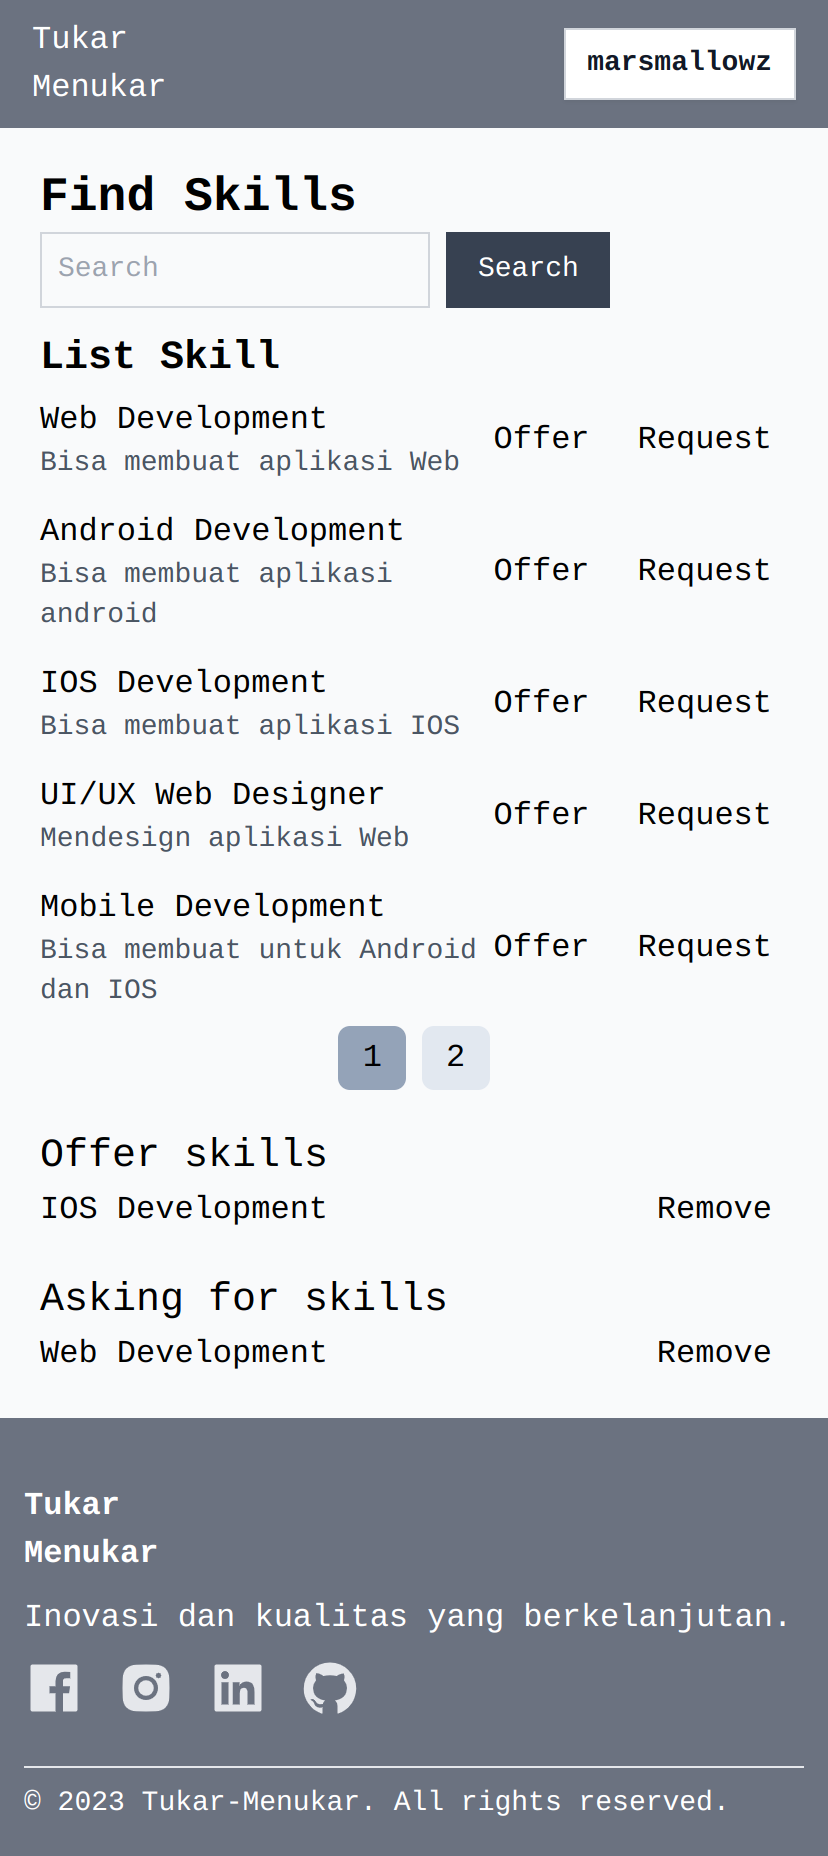 Tukar
Menukar
marsmallowz
Find Skills
Search
Search
List Skill
Web Development
Bisa membuat aplikasi Web
Offer
Request
Android Development
Bisa membuat aplikasi
android
Offer
Request
IOS Development
Bisa membuat aplikasi IOS
Offer
Request
UI/UX Web Designer
Mendesign aplikasi Web
Offer
Request
Mobile Development
Bisa membuat untuk Android
dan IOS
Offer
Request
1
2
Offer skills
IOS Development
Remove
Asking for skills
Web Development
Remove
Tukar
Menukar
Inovasi dan kualitas yang berkelanjutan.
© 2023 Tukar-Menukar. All rights reserved.